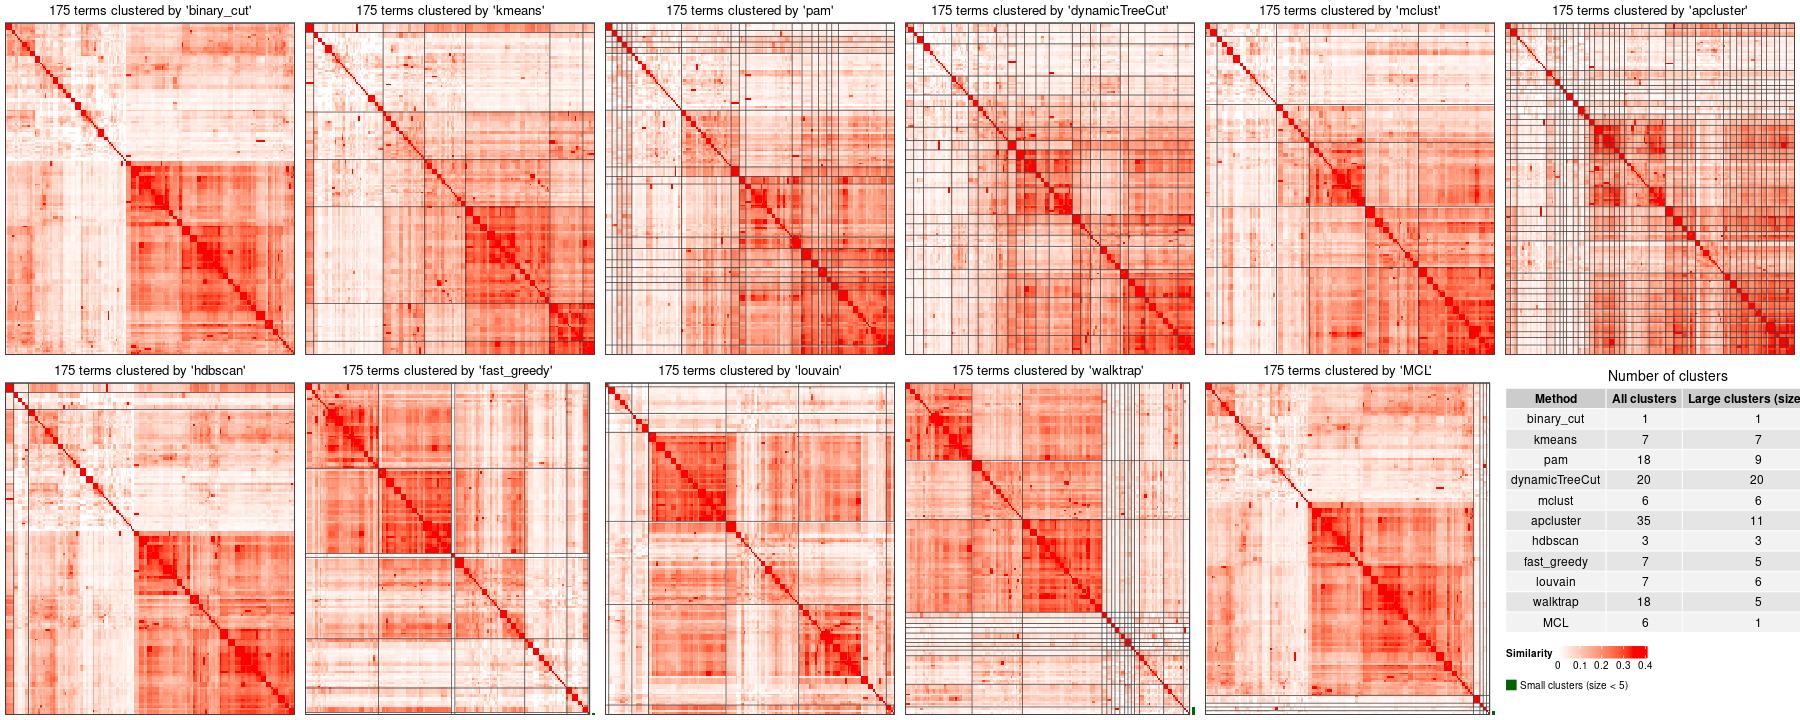 175 terms clustered by 'binary_cut'
175 terms clustered by 'kmeans'
175 terms clustered by 'pam'
175 terms clustered by 'dynamicTreeCut'
175 terms clustered by 'mclust'
175 terms clustered by 'apcluster'
175 terms clustered by 'hdbscan'
175 terms clustered by 'fast_greedy'
175 terms clustered by 'louvain'
175 terms clustered by 'walktrap'
175 terms clustered by 'MCL'
Number of clusters
Method All clusters Large clusters (size
binary_cut 1 1
kmeans 7 7
pam 18 9
dynamicTreeCut 20 20
mclust 6 6
apcluster 35 11
hdbscan 3 3
fast_greedy 7 5
louvain 7 6
walktrap 18 5
MCL 6 1
Similarity
0 0.1 0.2 0.3 0.4
Small clusters (size < 5)